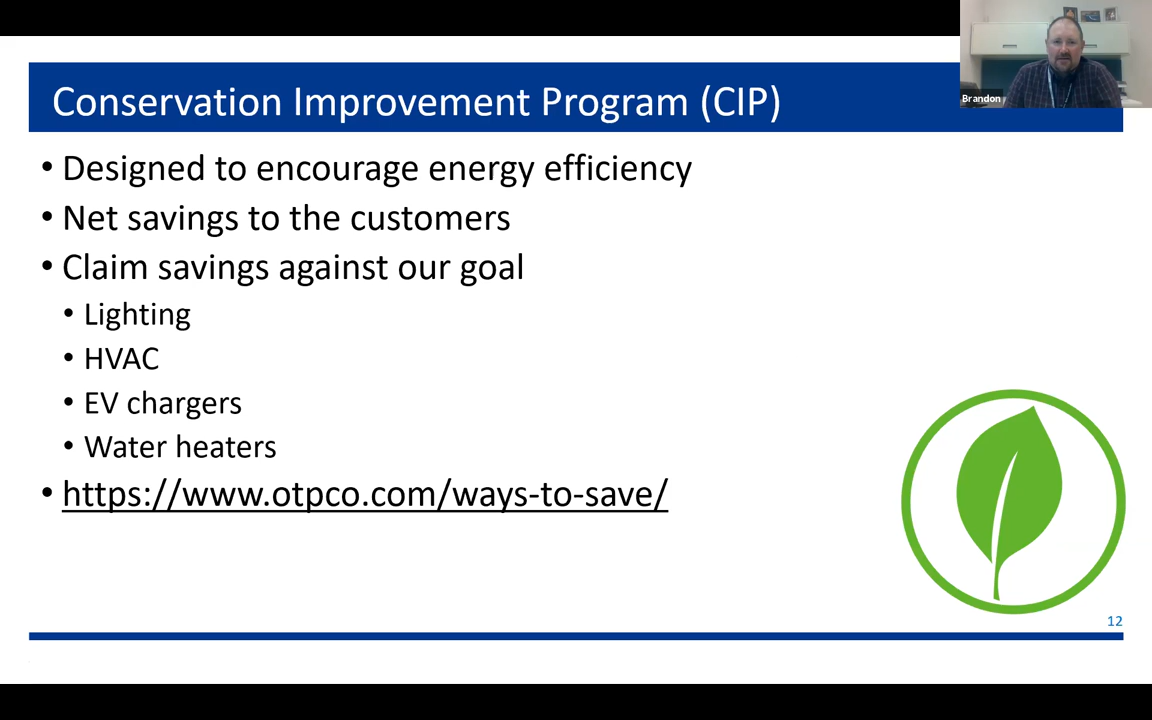 Conservation Improvement Program (CIP)
Brandon
• Designed to encourage energy efficiency
• Net savings to the customers
• Claim savings against our goal
• Lighting
• HVAC
• EV chargers
• Water heaters
• https://www.otpco.com/ways-to-save/
12